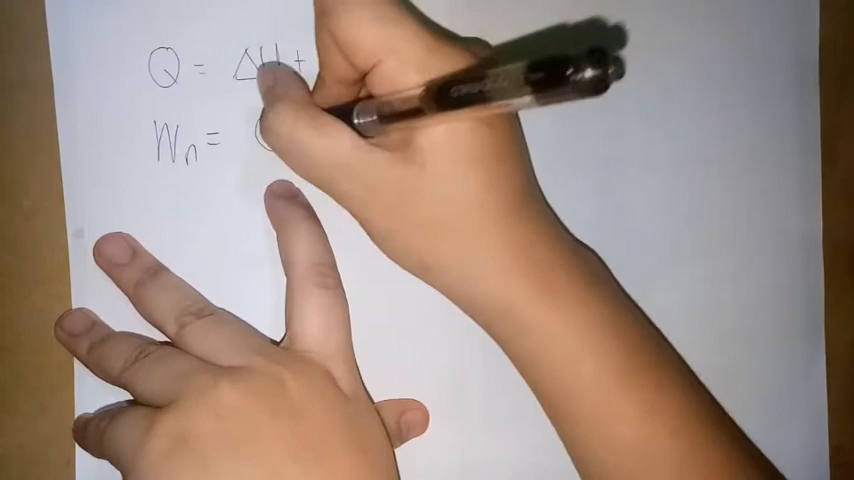 Q = ΔU +
Wn =